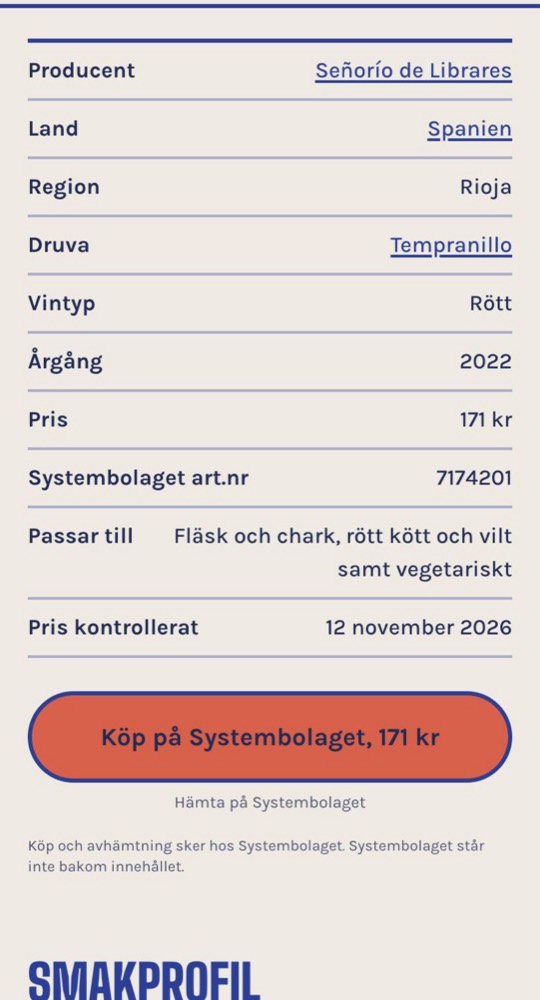 Producent Señorío de Librares
Land Spanien
Region Rioja
Druva Tempranillo
Vintyp Rött
Årgång 2022
Pris 171 kr
Systembolaget art.nr 7174201
Passar till Fläsk och chark, rött kött och vilt
samt vegetariskt
Pris kontrollerat 12 november 2026
Köp på Systembolaget, 171 kr
Hämta på Systembolaget
Köp och avhämtning sker hos Systembolaget. Systembolaget står
inte bakom innehållet.
SMAKPROFIL